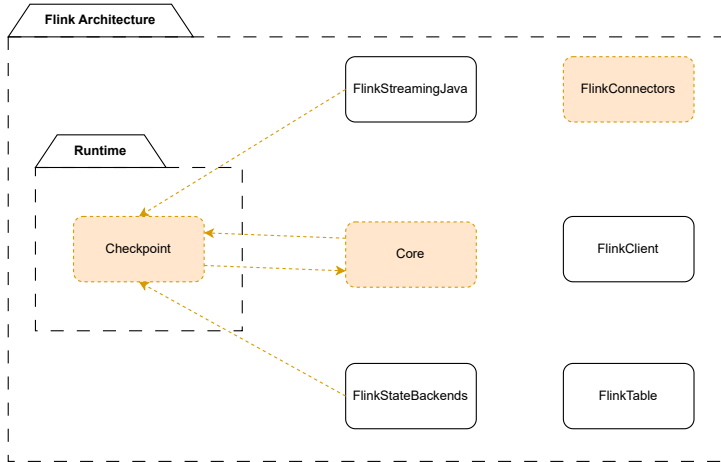 Flink Architecture
FlinkStreamingJava
FlinkConnectors
Runtime
Checkpoint
Core
FlinkClient
FlinkStateBackends
FlinkTable